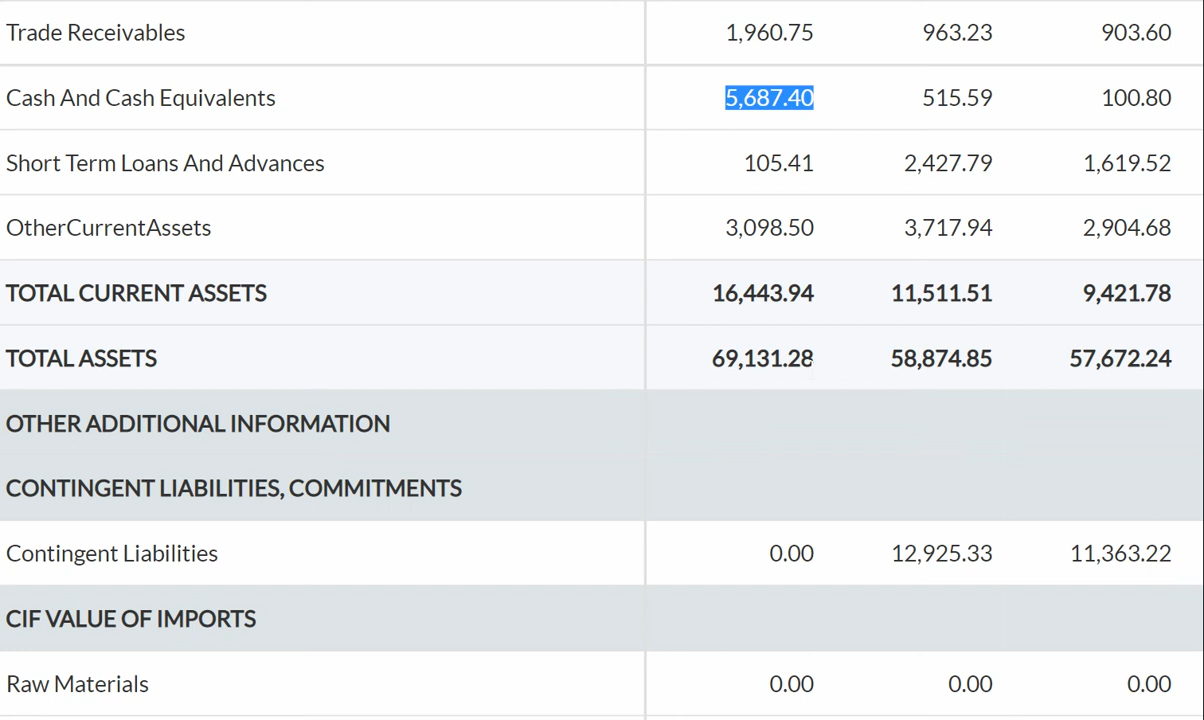 Trade Receivables 1,960.75 963.23 903.60
Cash And Cash Equivalents 5,687.40 515.59 100.80
Short Term Loans And Advances 105.41 2,427.79 1,619.52
OtherCurrentAssets 3,098.50 3,717.94 2,904.68
TOTAL CURRENT ASSETS 16,443.94 11,511.51 9,421.78
TOTAL ASSETS 69,131.28 58,874.85 57,672.24
OTHER ADDITIONAL INFORMATION
CONTINGENT LIABILITIES, COMMITMENTS
Contingent Liabilities 0.00 12,925.33 11,363.22
CIF VALUE OF IMPORTS
Raw Materials 0.00 0.00 0.00